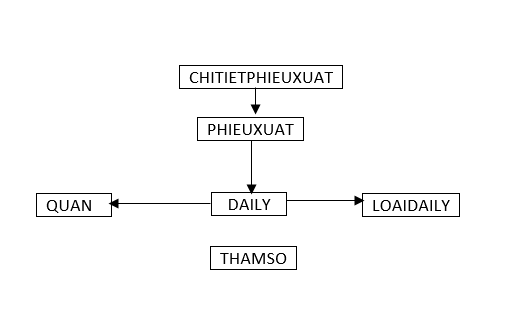 CHITIETPHIEUXUAT
PHIEUXUAT
QUAN
DAILY
LOAIDAILY
THAMSO